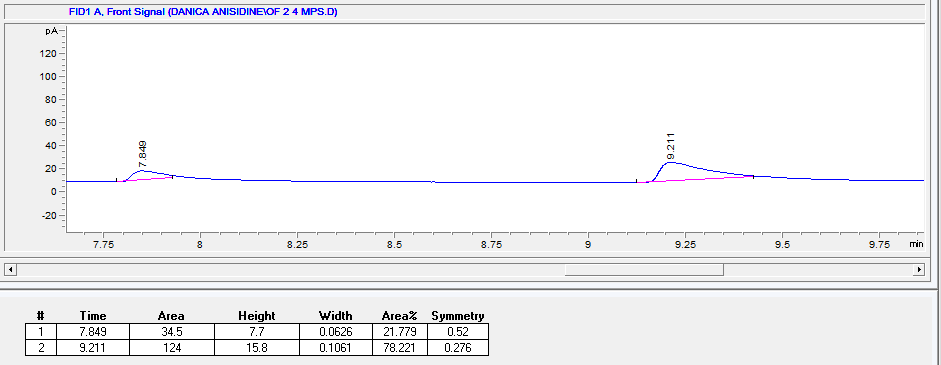 FID1 A, Front Signal (DANICA ANISIDINE\OF 2 4 MPS.D)
pA
120
100
80
60
40
20
0
-20
7.849
9.211
7.75 8 8.25 8.5 8.75 9 9.25 9.5 9.75 min
# Time Area Height Width Area% Symmetry
1 7.849 34.5 7.7 0.0626 21.779 0.52
2 9.211 124 15.8 0.1061 78.221 0.276